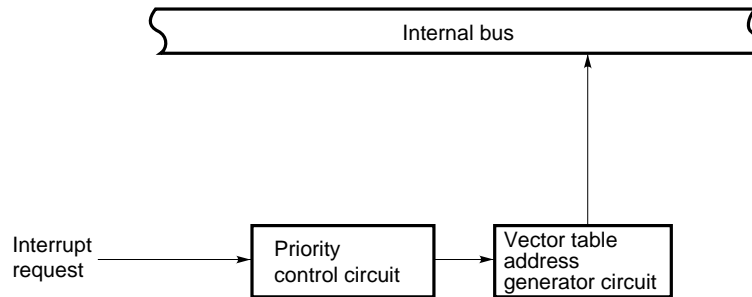 Internal bus
Interrupt
request
Priority
control circuit
Vector table
address
generator circuit